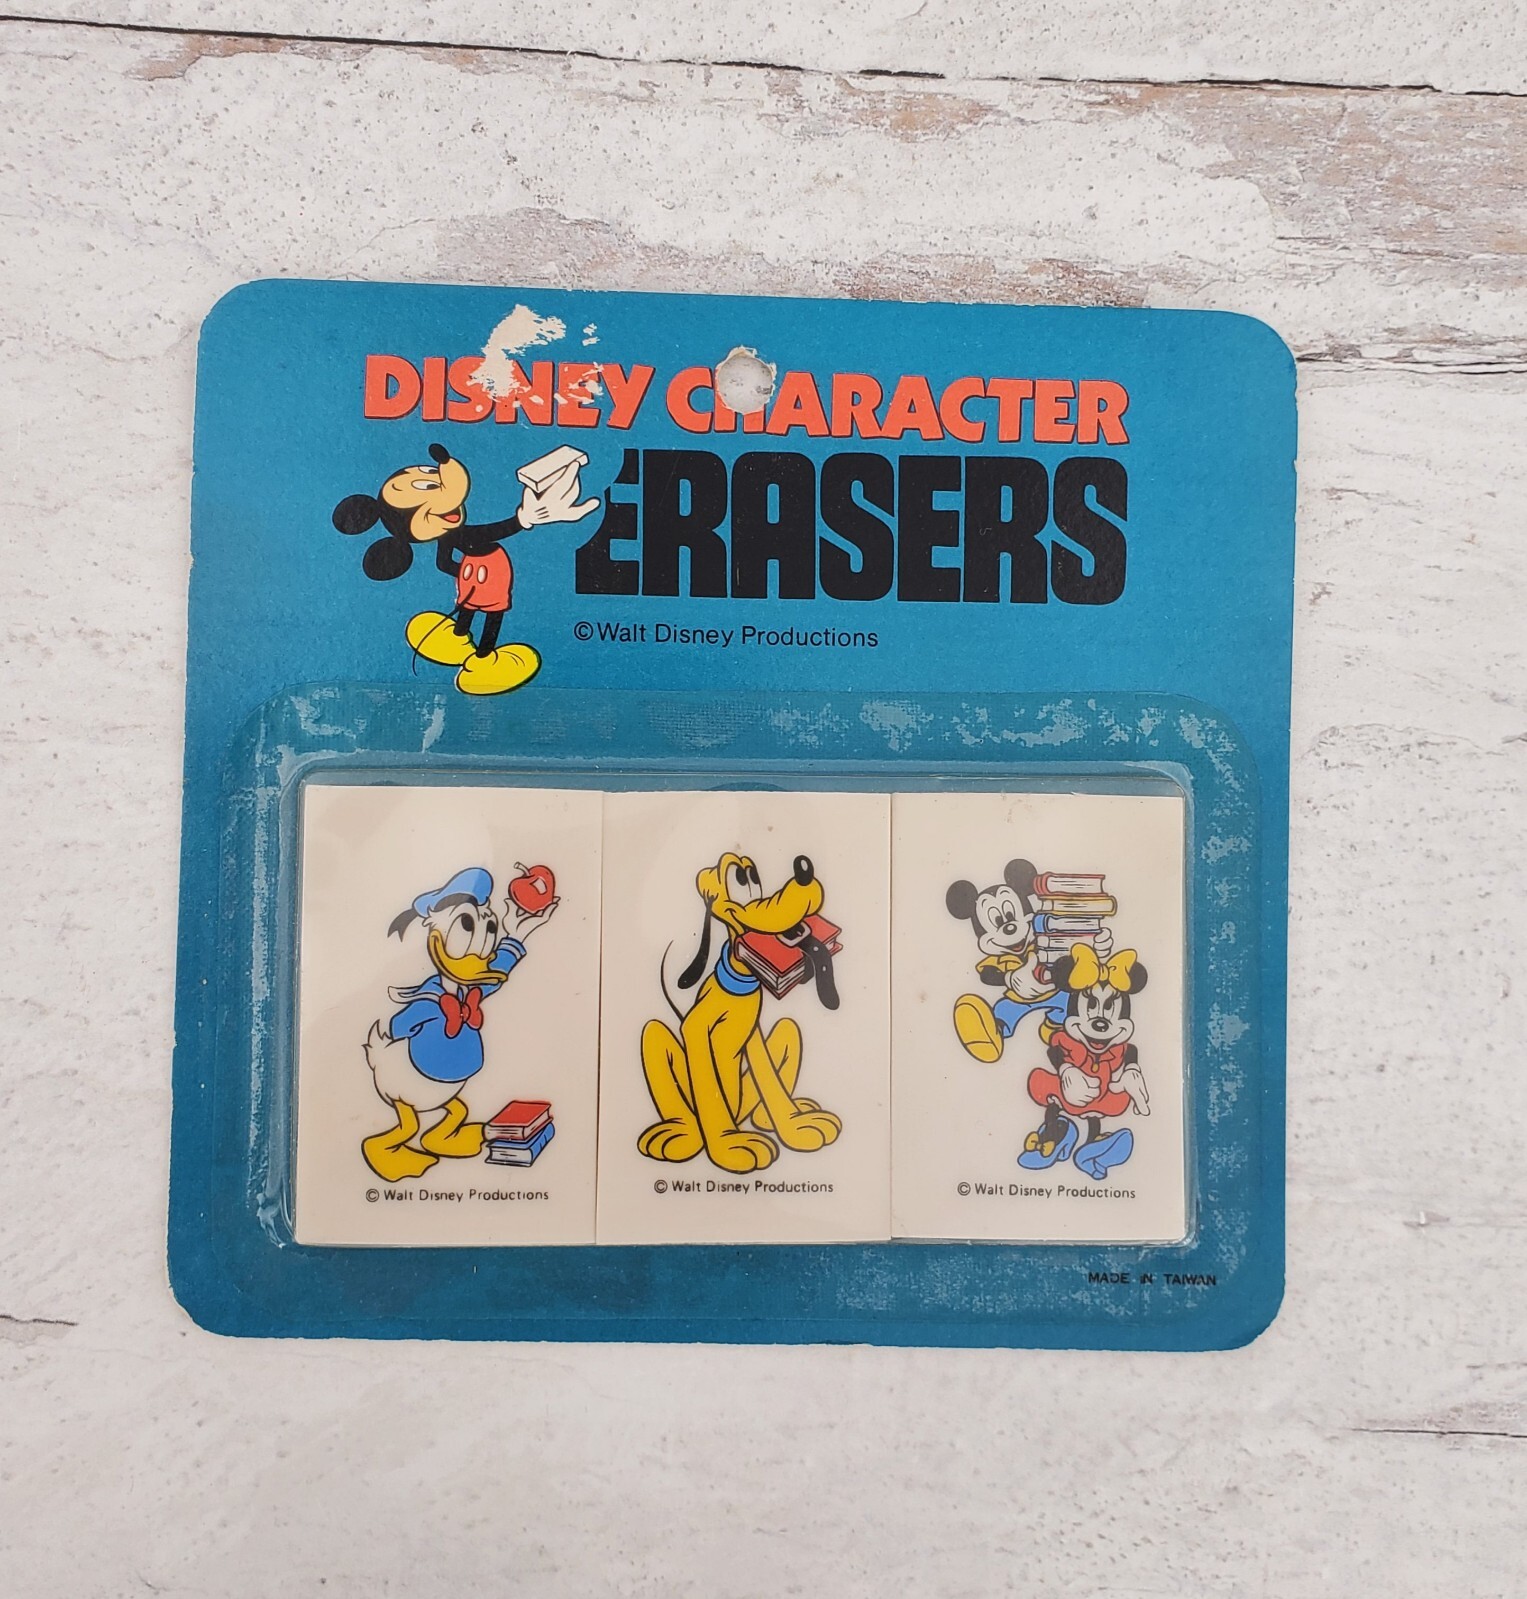 DISNEY CHARACTER
ERASERS
©Walt Disney Productions
© Walt Disney Productions
© Walt Disney Productions
© Walt Disney Productions
MADE IN TAIWAN